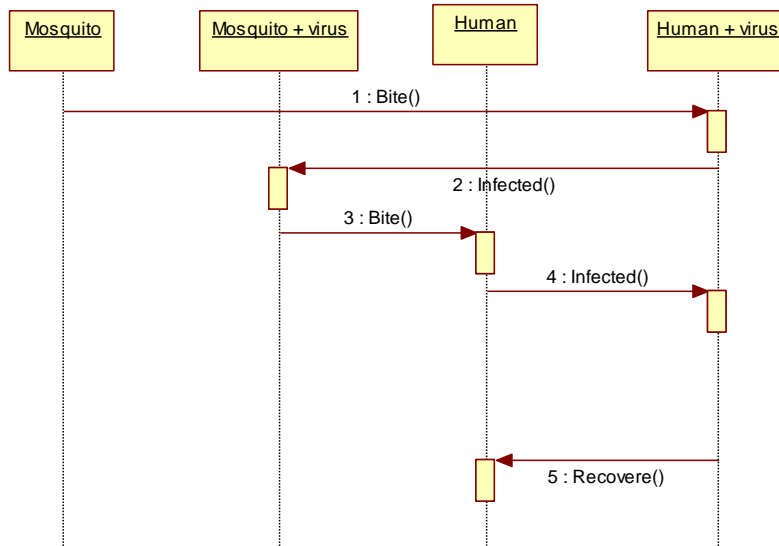 Mosquito
Mosquito + virus
Human
Human + virus
1 : Bite()
2 : Infected()
3 : Bite()
4 : Infected()
5 : Recovere()